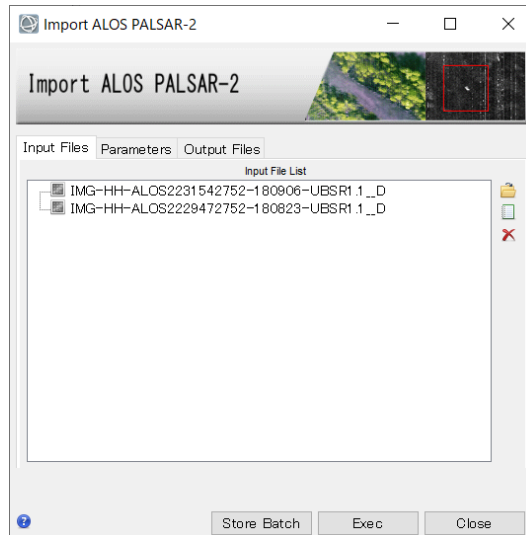 Import ALOS PALSAR-2
Import ALOS PALSAR-2
Input Files Parameters Output Files
Input File List
IMG-HH-ALOS2231542752-180906-UBSR1.1__D
IMG-HH-ALOS2229472752-180823-UBSR1.1__D
Store Batch Exec Close